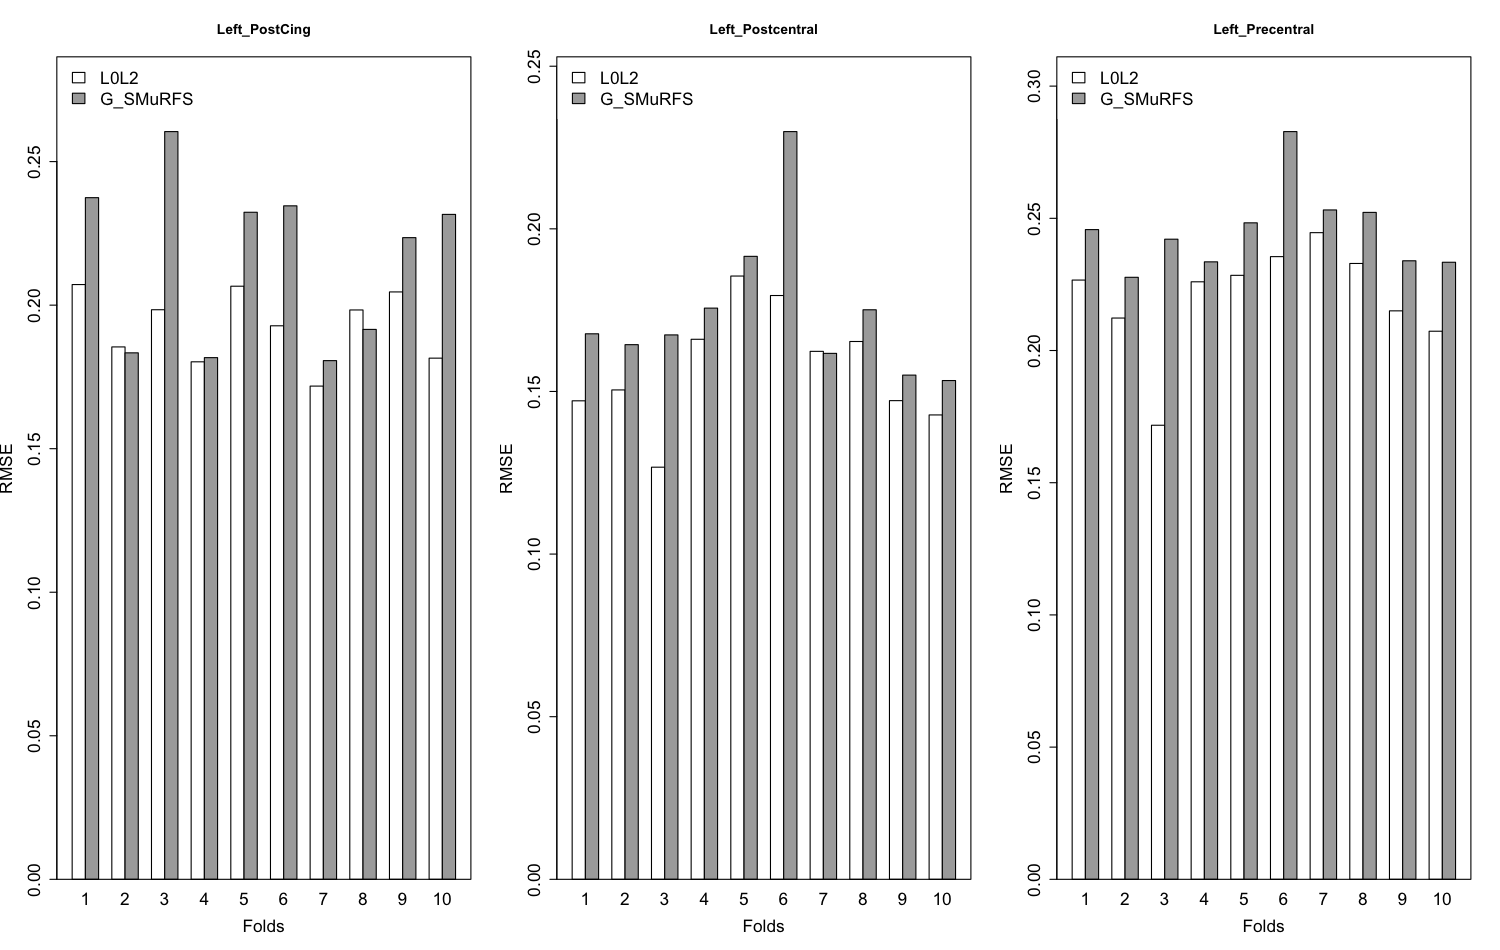 Left_PostCing
L0L2
G_SMuRFS
RMSE
0.00 0.05 0.10 0.15 0.20 0.25
1 2 3 4 5 6 7 8 9 10
Folds
Left_Postcentral
L0L2
G_SMuRFS
RMSE
0.00 0.05 0.10 0.15 0.20 0.25
1 2 3 4 5 6 7 8 9 10
Folds
Left_Precentral
L0L2
G_SMuRFS
RMSE
0.00 0.05 0.10 0.15 0.20 0.25 0.30
1 2 3 4 5 6 7 8 9 10
Folds